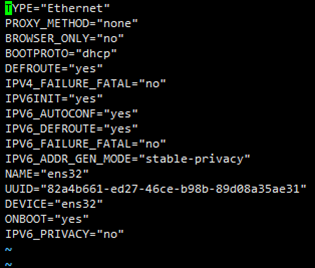 TYPE="Ethernet"
PROXY_METHOD="none"
BROWSER_ONLY="no"
BOOTPROTO="dhcp"
DEFROUTE="yes"
IPV4_FAILURE_FATAL="no"
IPV6INIT="yes"
IPV6_AUTOCONF="yes"
IPV6_DEFROUTE="yes"
IPV6_FAILURE_FATAL="no"
IPV6_ADDR_GEN_MODE="stable-privacy"
NAME="ens32"
UUID="82a4b661-ed27-46ce-b98b-89d08a35ae31"
DEVICE="ens32"
ONBOOT="yes"
IPV6_PRIVACY="no"
~
~